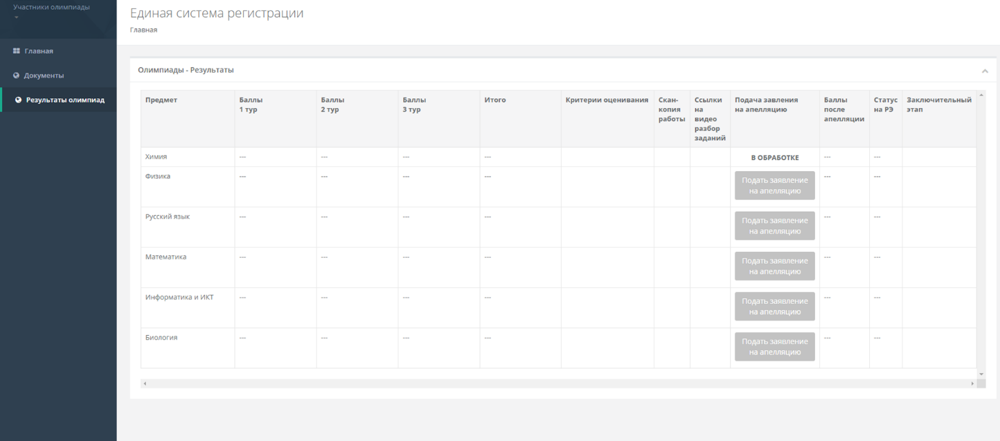 Участники олимпиады
Единая система регистрации
Главная
Главная
Документы
Результаты олимпиад
Олимпиады - Результаты
Предмет
Баллы
1 тур
Баллы
2 тур
Баллы
3 тур
Итого
Критерии оценивания
Скан-
копия
работы
Ссылки
на
видео
разбор
заданий
Подача завления
на апелляцию
Баллы
после
апелляции
Статус
на РЭ
Заключительный
этап
Химия --- --- --- --- В ОБРАБОТКЕ --- ---
Физика --- --- --- --- Подать заявление --- ---
на апелляцию
Русский язык --- --- --- --- Подать заявление --- ---
на апелляцию
Математика --- --- --- --- Подать заявление --- ---
на апелляцию
Информатика и ИКТ --- --- --- --- Подать заявление --- ---
на апелляцию
Биология --- --- --- --- Подать заявление --- ---
на апелляцию